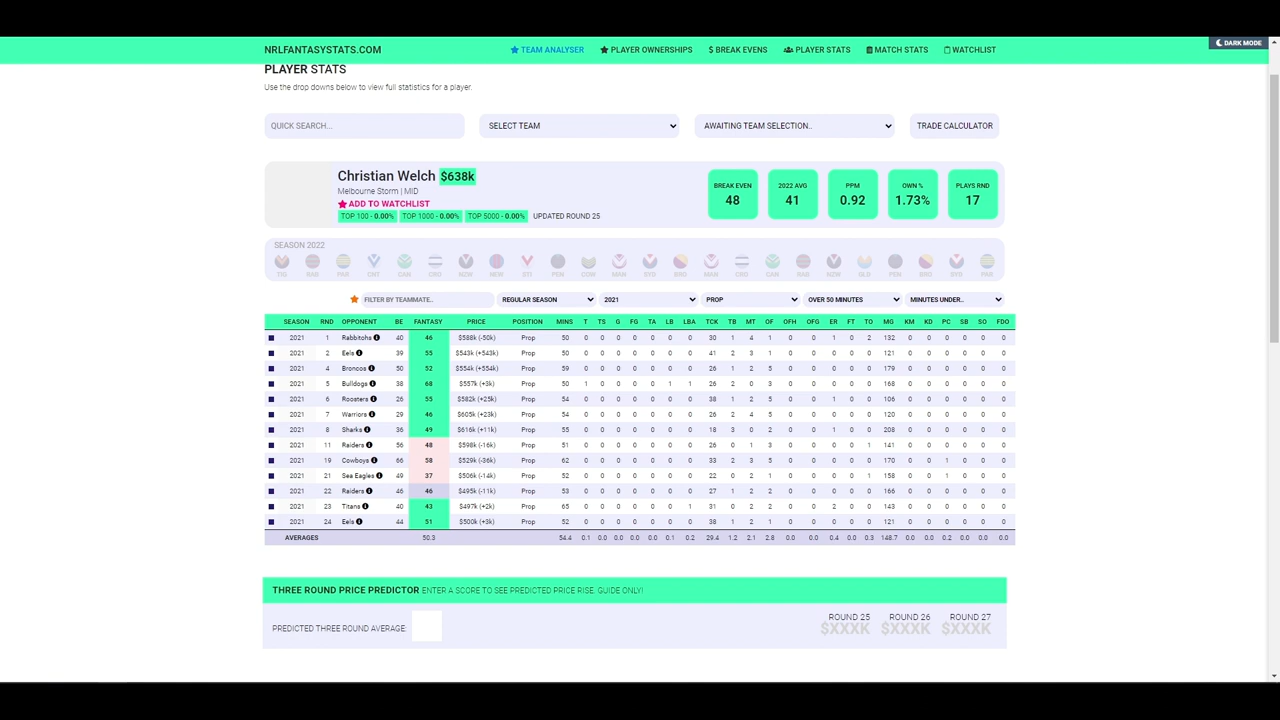 NRLFANTASYSTATS.COM TEAM ANALYSER PLAYER OWNERSHIPS $ BREAK EVENS PLAYER STATS MATCH STATS WATCHLIST DARK MODE
PLAYER STATS
Use the drop downs below to view full statistics for a player.
QUICK SEARCH... SELECT TEAM AWAITING TEAM SELECTION.. TRADE CALCULATOR
Christian Welch $638k
Melbourne Storm | MID
ADD TO WATCHLIST
TOP 100 - 0.00% TOP 1000 - 0.00% TOP 5000 - 0.00% UPDATED ROUND 25
BREAK EVEN 2022 AVG PPM OWN % PLAYS RND
48 41 0.92 1.73% 17
SEASON 2022
FILTER BY TEAMMATE.. REGULAR SEASON 2021 PROP OVER 50 MINUTES MINUTES UNDER..
SEASON RND OPPONENT BE FANTASY PRICE POSITION MINS T TS G FG TA LB LBA TCK TB MT OF OFH OFG ER FT TO MG KM KD PC SB SO FDO
2021 1 Rabbitohs 40 46 $588k (-50k) Prop 50 0 0 0 0 0 0 0 30 1 4 1 0 0 1 0 2 132 0 0 0 0 0 0
2021 2 Eels 39 55 $543k (+543k) Prop 50 0 0 0 0 0 0 0 41 2 3 1 0 0 0 0 0 121 0 0 0 0 0 0
2021 4 Broncos 50 52 $554k (+554k) Prop 59 0 0 0 0 0 0 0 26 1 2 5 0 0 0 0 0 179 0 0 0 0 0 0
2021 5 Bulldogs 38 68 $557k (+3k) Prop 50 1 0 0 0 0 1 1 26 2 0 3 0 0 0 0 0 168 0 0 0 0 0 0
2021 6 Roosters 26 55 $582k (+25k) Prop 54 0 0 0 0 0 0 0 38 1 2 5 0 0 1 0 0 106 0 0 0 0 0 0
2021 7 Warriors 29 46 $605k (+23k) Prop 54 0 0 0 0 0 0 0 26 2 4 5 0 0 0 0 0 120 0 0 0 0 0 0
2021 8 Sharks 36 49 $616k (+11k) Prop 55 0 0 0 0 0 0 0 18 3 0 2 0 0 1 0 0 208 0 0 0 0 0 0
2021 11 Raiders 56 48 $598k (-16k) Prop 51 0 0 0 0 0 0 0 26 0 1 3 0 0 0 0 1 141 0 0 0 0 0 0
2021 19 Cowboys 66 58 $529k (-36k) Prop 62 0 0 0 0 0 0 0 33 2 3 5 0 0 0 0 0 170 0 0 1 0 0 0
2021 21 Sea Eagles 49 37 $506k (-14k) Prop 52 0 0 0 0 0 0 0 22 0 2 1 0 0 0 0 1 158 0 0 1 0 0 0
2021 22 Raiders 46 46 $495k (-11k) Prop 53 0 0 0 0 0 0 0 27 1 2 2 0 0 0 0 0 166 0 0 0 0 0 0
2021 23 Titans 40 43 $497k (+2k) Prop 65 0 0 0 0 0 0 1 31 0 2 2 0 0 2 0 0 143 0 0 0 0 0 0
2021 24 Eels 44 51 $500k (+3k) Prop 52 0 0 0 0 0 0 0 38 1 2 1 0 0 0 0 0 121 0 0 0 0 0 0
AVERAGES 50.3 54.4 0.1 0.0 0.0 0.0 0.0 0.1 0.2 29.4 1.2 2.1 2.8 0.0 0.0 0.4 0.0 0.3 148.7 0.0 0.0 0.2 0.0 0.0 0.0
THREE ROUND PRICE PREDICTOR ENTER A SCORE TO SEE PREDICTED PRICE RISE. GUIDE ONLY!
PREDICTED THREE ROUND AVERAGE: ROUND 25 ROUND 26 ROUND 27
$XXXK $XXXK $XXXK